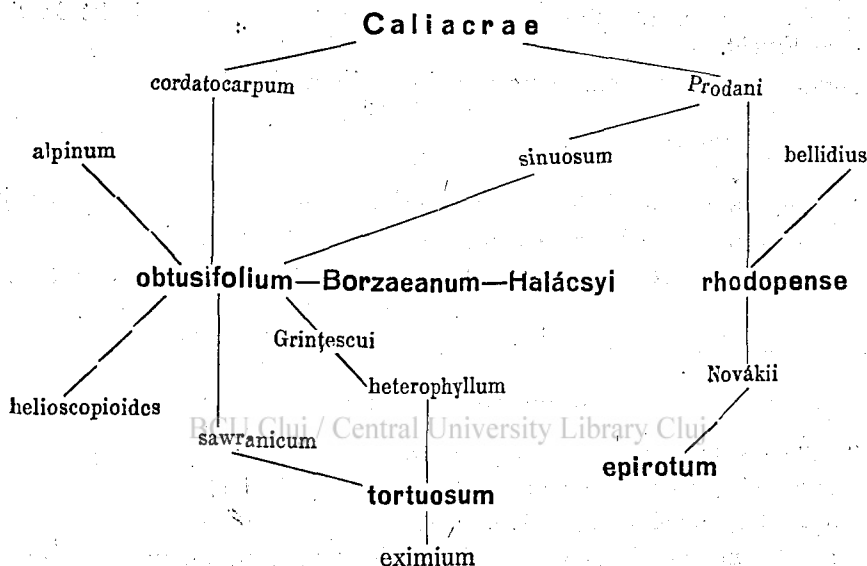 Caliacrae
cordatocarpum Prodani
alpinum sinuosum bellidius
obtusifolium—Borzaeanum—Halácsyi rhodopense
Grințescui
heterophyllum Novákii
helioscopioides
BCU Cluj / Central University Library Cluj
sawranicum
epirotum
tortuosum
eximium